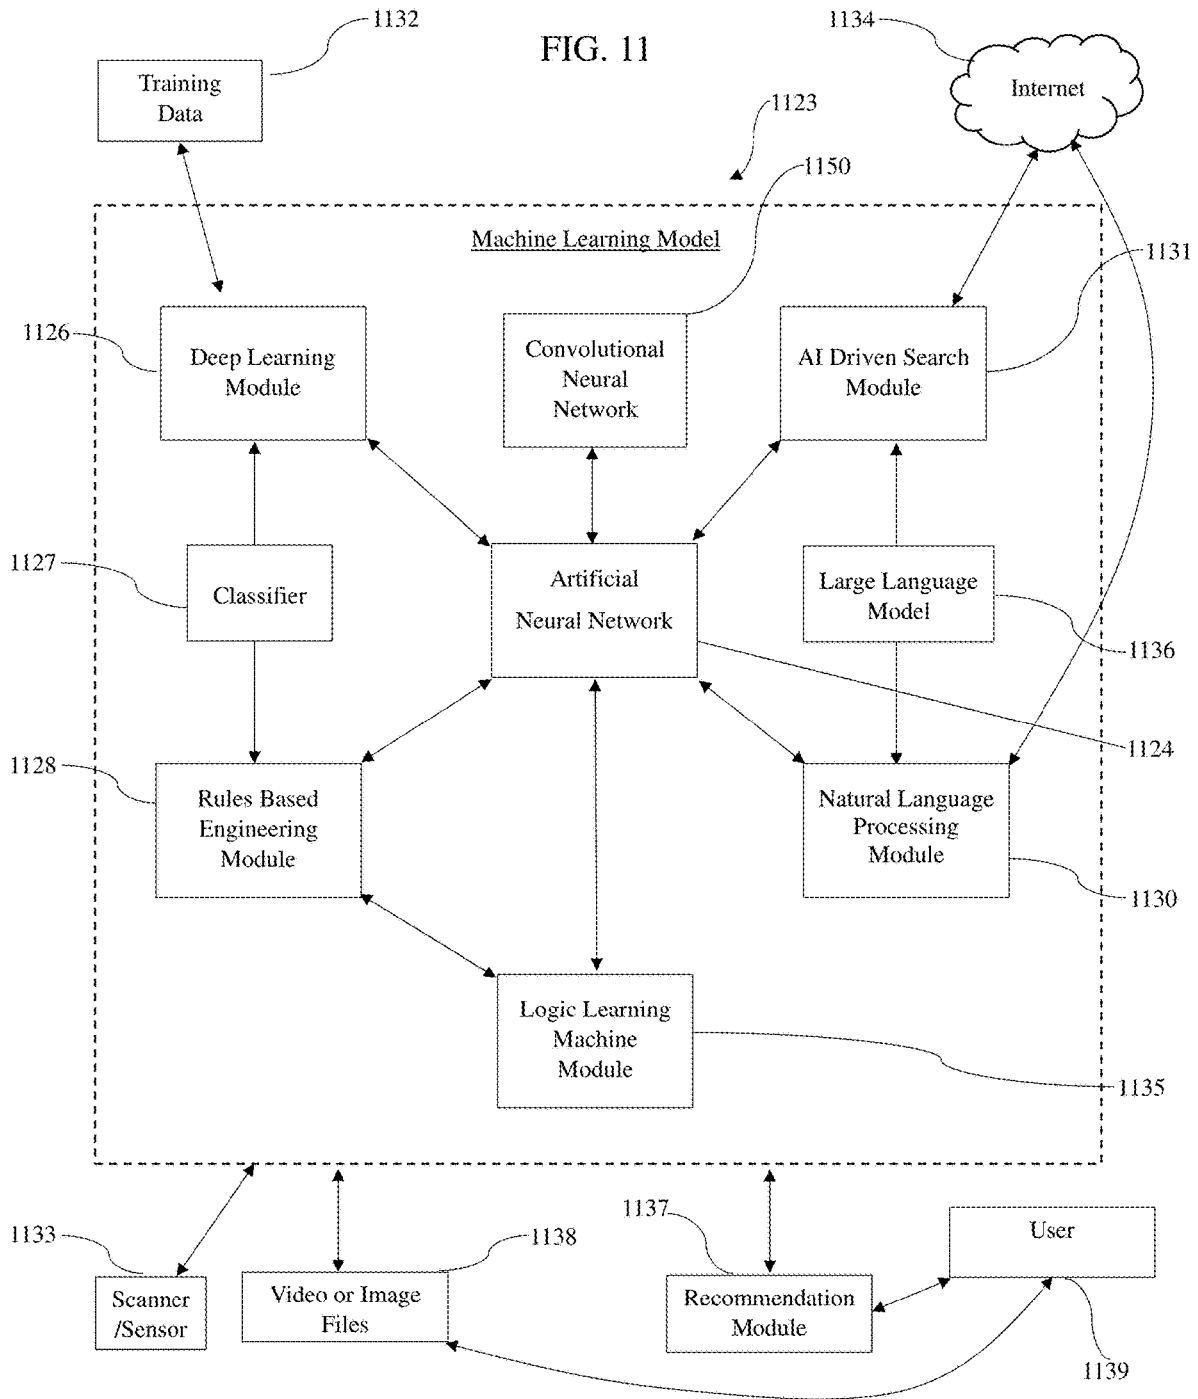 1132
FIG. 11
1134
Training
Data
Internet
1123
1150
Machine Learning Model
1131
1126
Deep Learning
Module
Convolutional
Neural
Network
AI Driven Search
Module
1127
Classifier
Artificial
Neural Network
Large Language
Model
1136
1124
1128
Rules Based
Engineering
Module
Natural Language
Processing
Module
1130
Logic Learning
Machine
Module
1135
1133
1138
1137
User
Scanner
/Sensor
Video or Image
Files
Recommendation
Module
1139